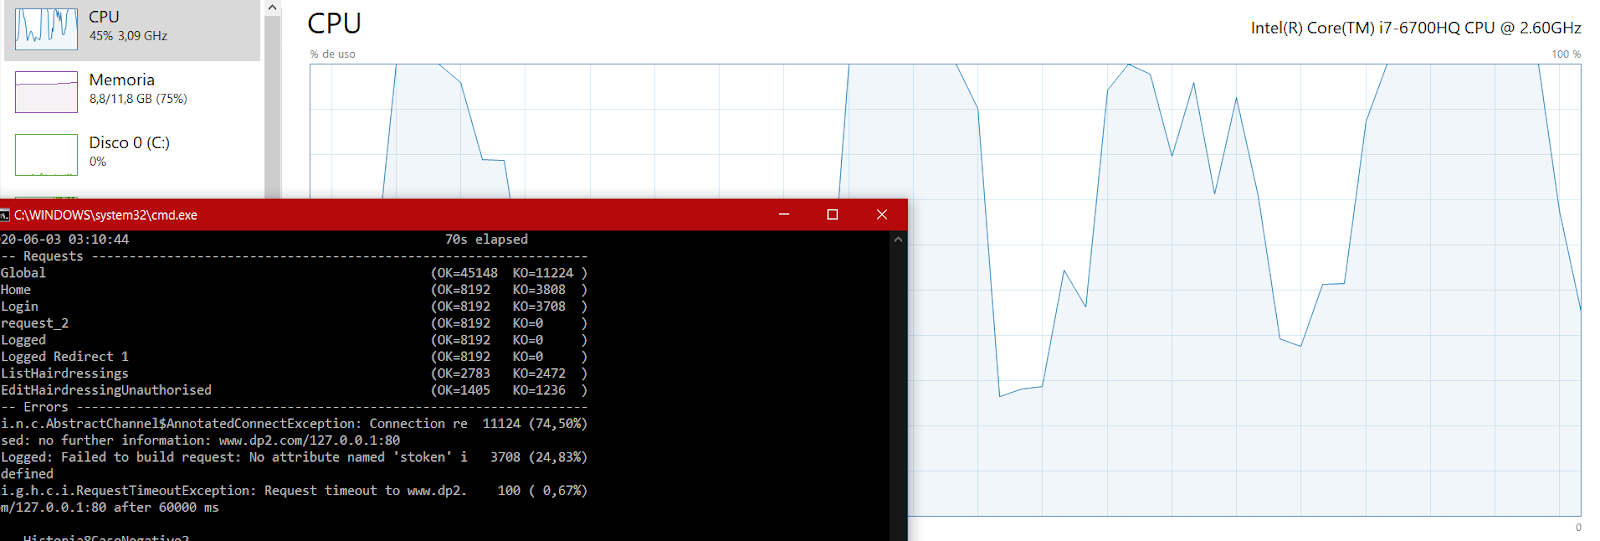 CPU
45% 3,09 GHz
Memoria
8,8/11,8 GB (75%)
Disco 0 (C:)
0%
CPU
Intel(R) Core(TM) i7-6700HQ CPU @ 2.60GHz
% de uso
100 %
0
C:\WINDOWS\system32\cmd.exe
20-06-03 03:10:44 70s elapsed
-- Requests ------------------------------------------------------------------
Global (OK=45148 KO=11224 )
Home (OK=8192 KO=3808 )
Login (OK=8192 KO=3708 )
request_2 (OK=8192 KO=0 )
Logged (OK=8192 KO=0 )
Logged Redirect 1 (OK=8192 KO=0 )
ListHairdressings (OK=2783 KO=2472 )
EditHairdressingUnauthorised (OK=1405 KO=1236 )
-- Errors --------------------------------------------------------------------
i.n.c.AbstractChannel$AnnotatedConnectException: Connection re 11124 (74,50%)
sed: no further information: www.dp2.com/127.0.0.1:80
Logged: Failed to build request: No attribute named 'stoken' i 3708 (24,83%)
defined
i.g.h.c.i.RequestTimeoutException: Request timeout to www.dp2. 100 ( 0,67%)
m/127.0.0.1:80 after 60000 ms
Historia8CasoNegative2